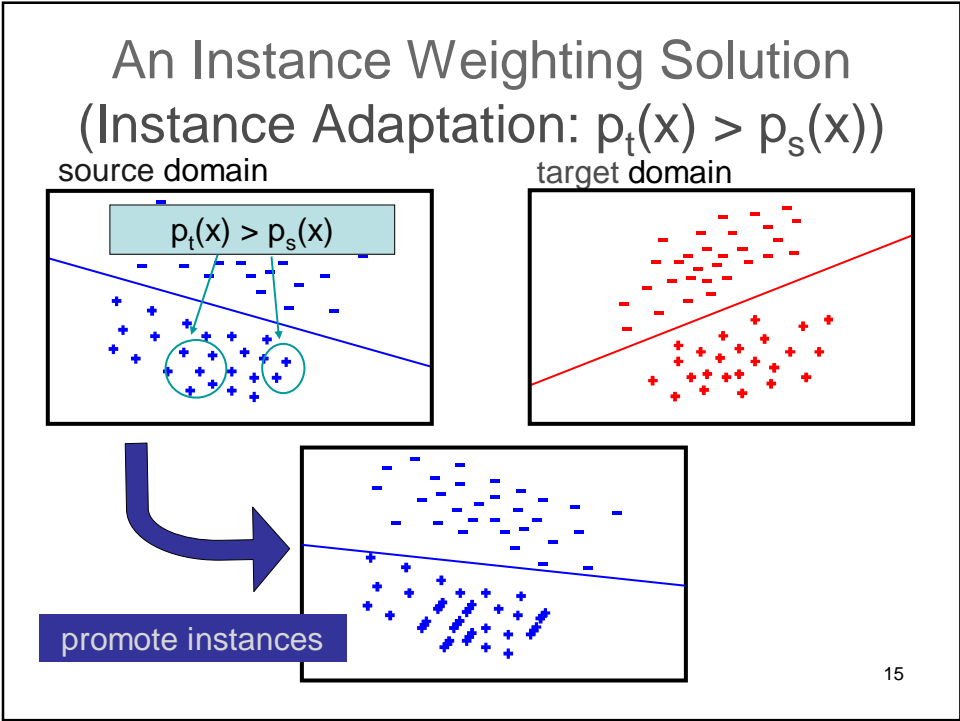 An Instance Weighting Solution
(Instance Adaptation: pₜ(x) > pₛ(x))
source domain
target domain
pₜ(x) > pₛ(x)
promote instances
15